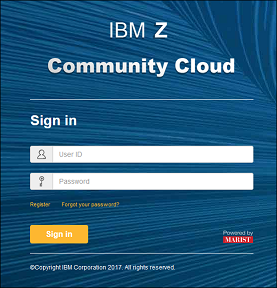 IBM Z
Community Cloud
Sign in
User ID
Password
Register Forgot your password?
Sign in
Powered by
MARIST
©Copyright IBM Corporation 2017. All rights reserved.